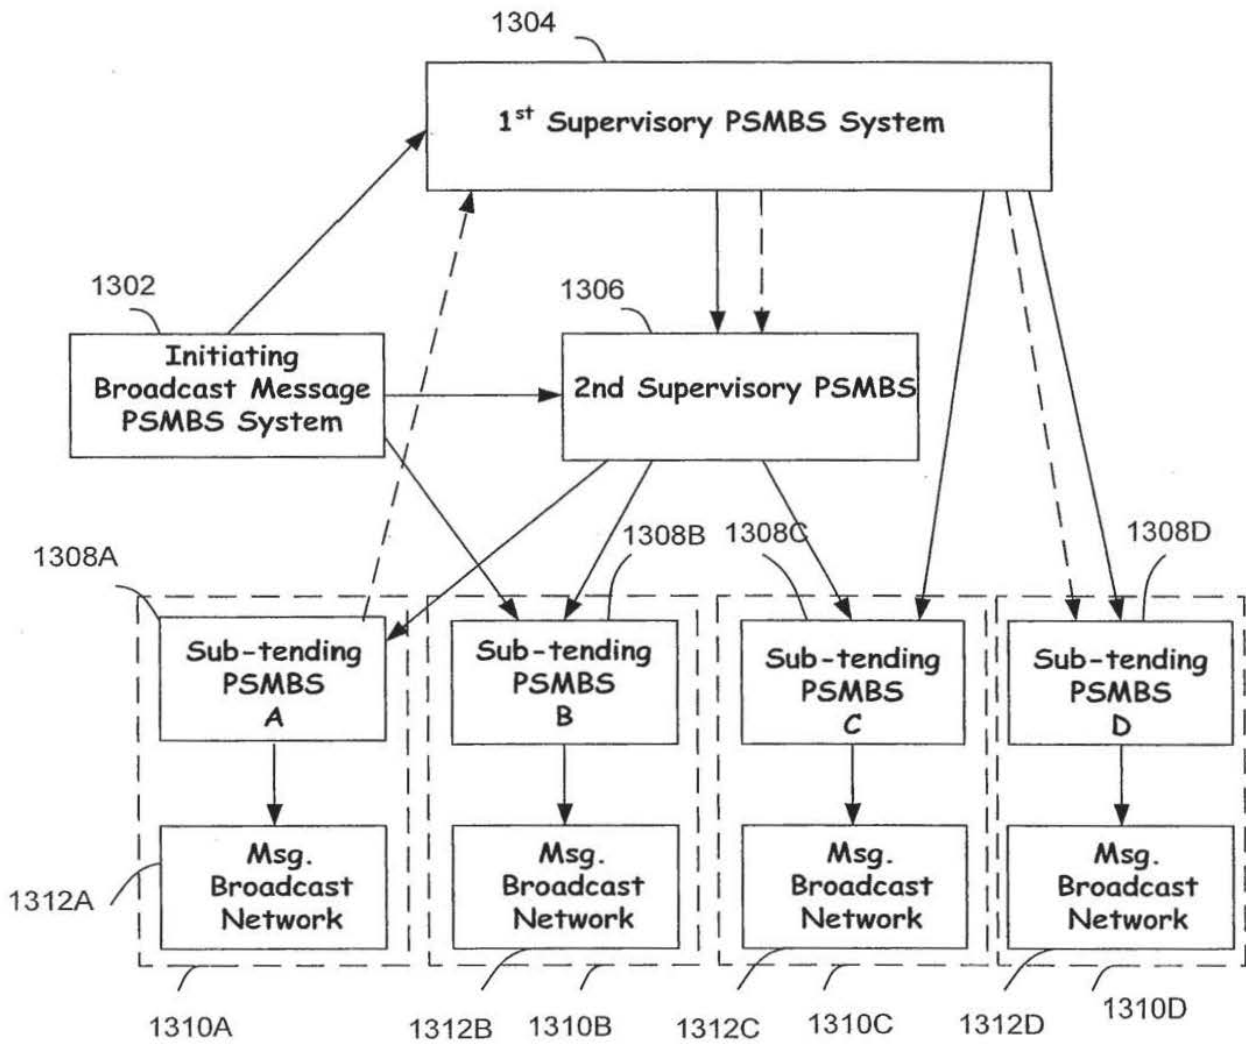 1304
1st Supervisory PSMBS System
1302
1306
Initiating
Broadcast Message
PSMBS System
2nd Supervisory PSMBS
1308A
1308B
1308C
1308D
Sub-tending
PSMBS
A
Sub-tending
PSMBS
B
Sub-tending
PSMBS
C
Sub-tending
PSMBS
D
Msg.
Broadcast
Network
Msg.
Broadcast
Network
Msg.
Broadcast
Network
Msg.
Broadcast
Network
1312A
1310A
1312B
1310B
1312C
1310C
1312D
1310D